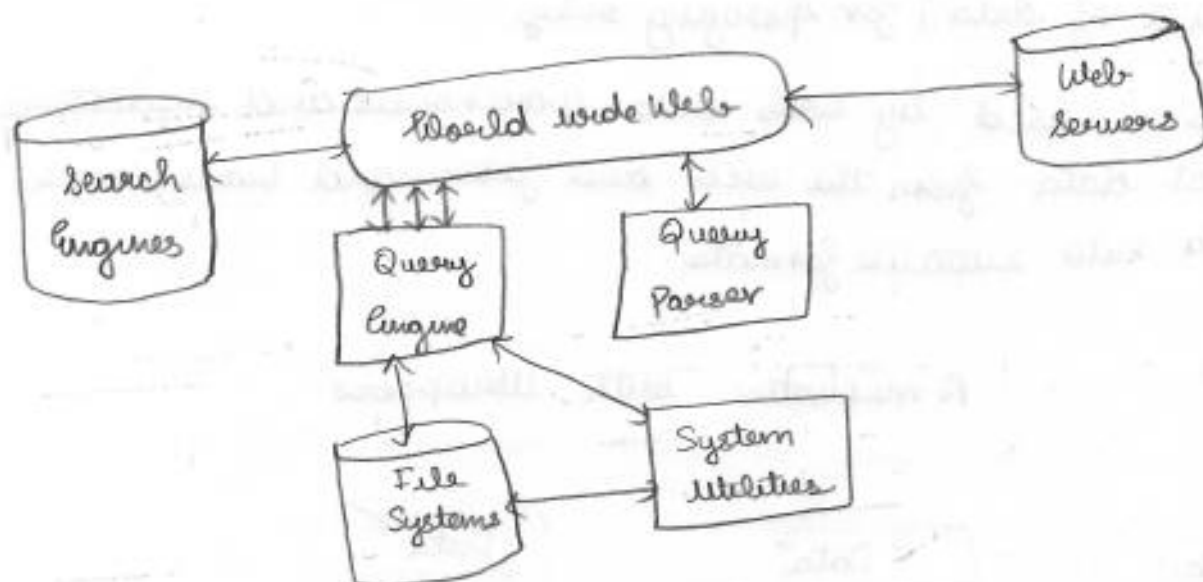 World wide Web
Web
Servers
Search
Engines
Query
Engine
Query
Parser
File
Systems
System
Utilities